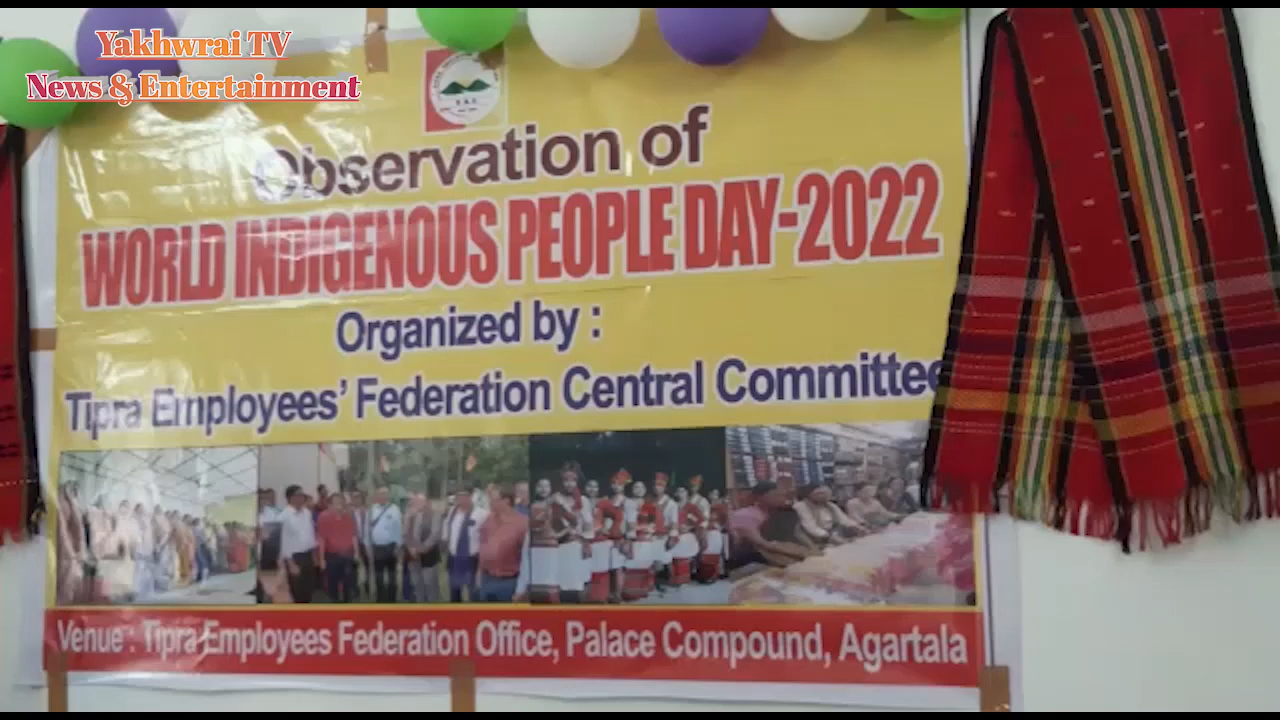 Yakhwrai TV
News & Entertainment
Observation of
WORLD INDIGENOUS PEOPLE DAY-2022
Organized by :
Tipra Employees' Federation Central Committee
Venue : Tipra Employees Federation Office, Palace Compound, Agartala